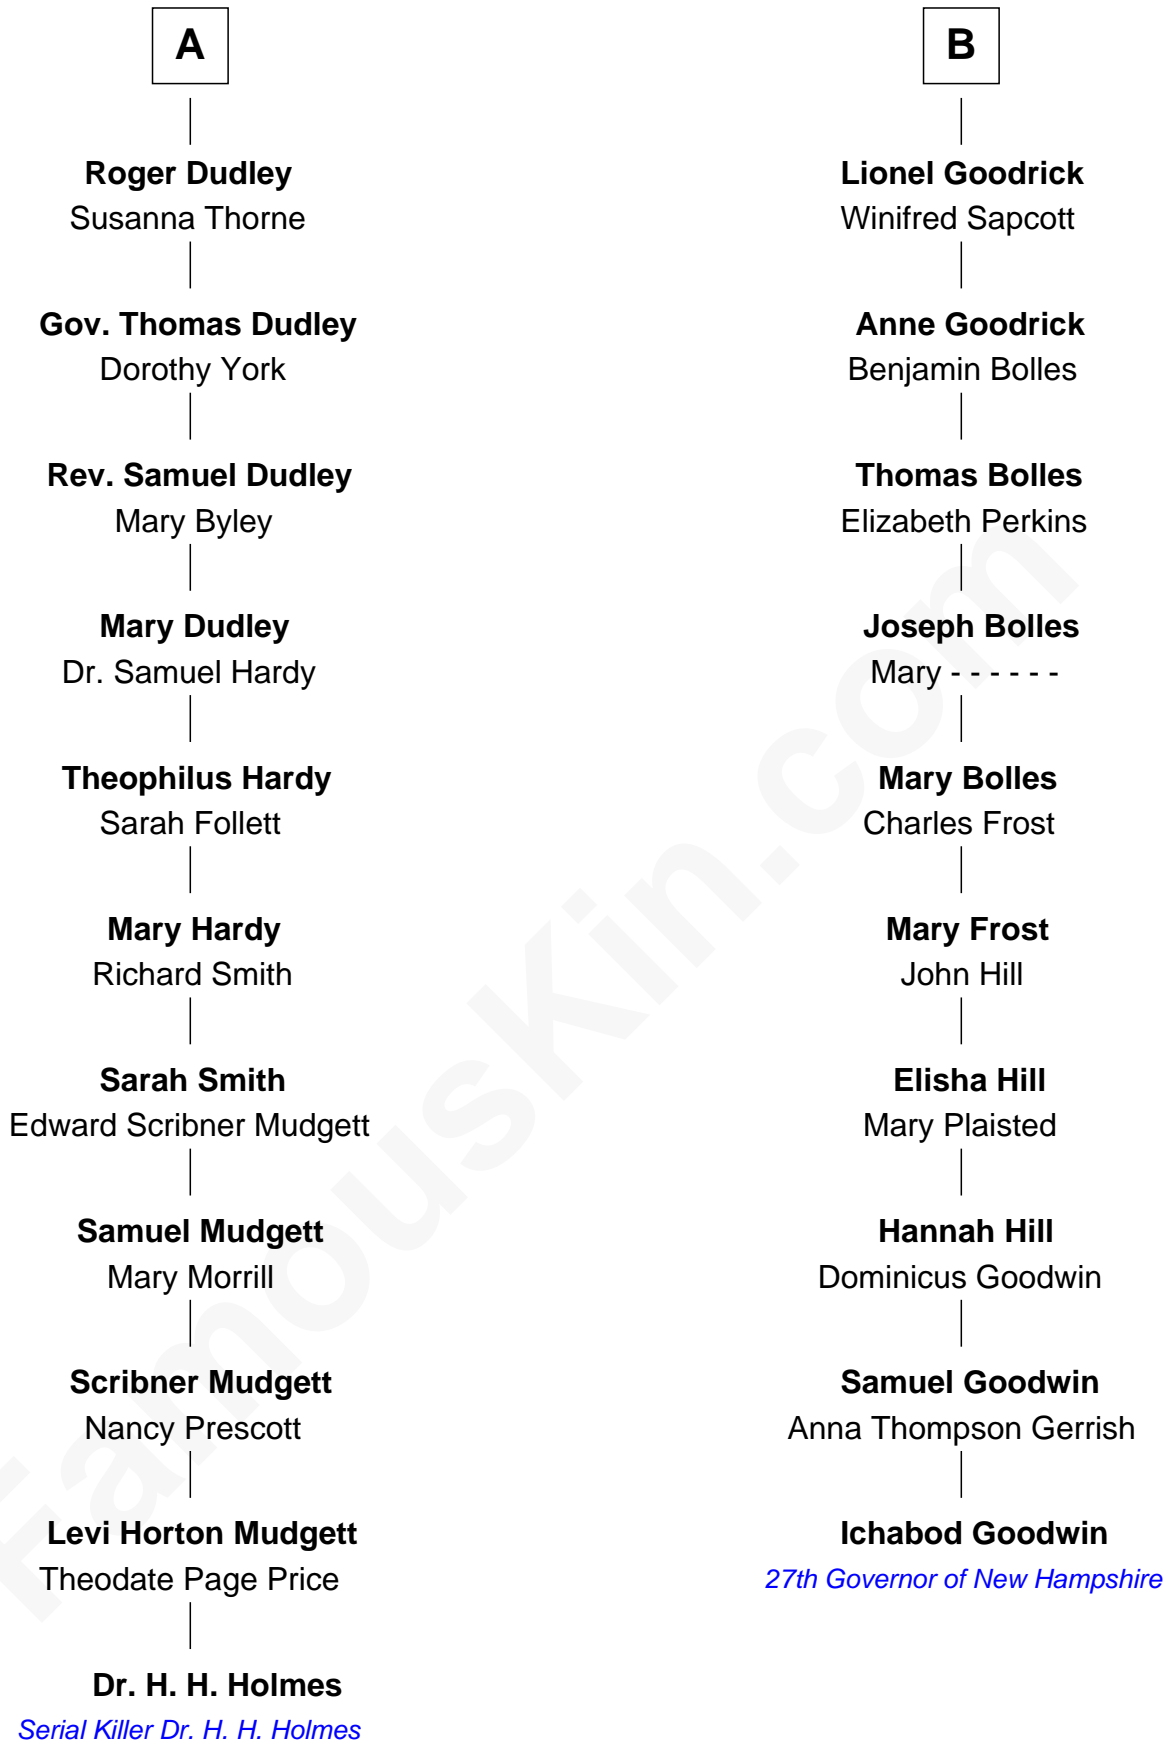 A
Roger Dudley
Susanna Thorne
Gov. Thomas Dudley
Dorothy York
Rev. Samuel Dudley
Mary Byley
Mary Dudley
Dr. Samuel Hardy
Theophilus Hardy
Sarah Follett
Mary Hardy
Richard Smith
Sarah Smith
Edward Scribner Mudgett
Samuel Mudgett
Mary Morrill
Scribner Mudgett
Nancy Prescott
Levi Horton Mudgett
Theodate Page Price
Dr. H. H. Holmes
Serial Killer Dr. H. H. Holmes
B
Lionel Goodrick
Winifred Sapcott
Anne Goodrick
Benjamin Bolles
Thomas Bolles
Elizabeth Perkins
Joseph Bolles
Mary - - - - - -
Mary Bolles
Charles Frost
Mary Frost
John Hill
Elisha Hill
Mary Plaisted
Hannah Hill
Dominicus Goodwin
Samuel Goodwin
Anna Thompson Gerrish
Ichabod Goodwin
27th Governor of New Hampshire
FamousKin.com